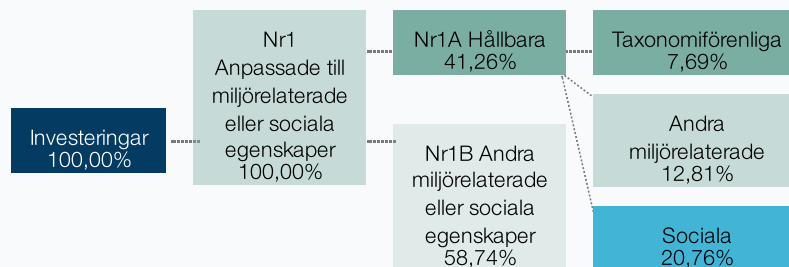 Investeringar
100,00%
Nr1
Anpassade till
miljörelaterade
eller sociala
egenskaper
100,00%
Nr1A Hållbara
41,26%
Nr1B Andra
miljörelaterade
eller sociala
egenskaper
58,74%
Taxonomiförenliga
7,69%
Andra
miljörelaterade
12,81%
Sociala
20,76%